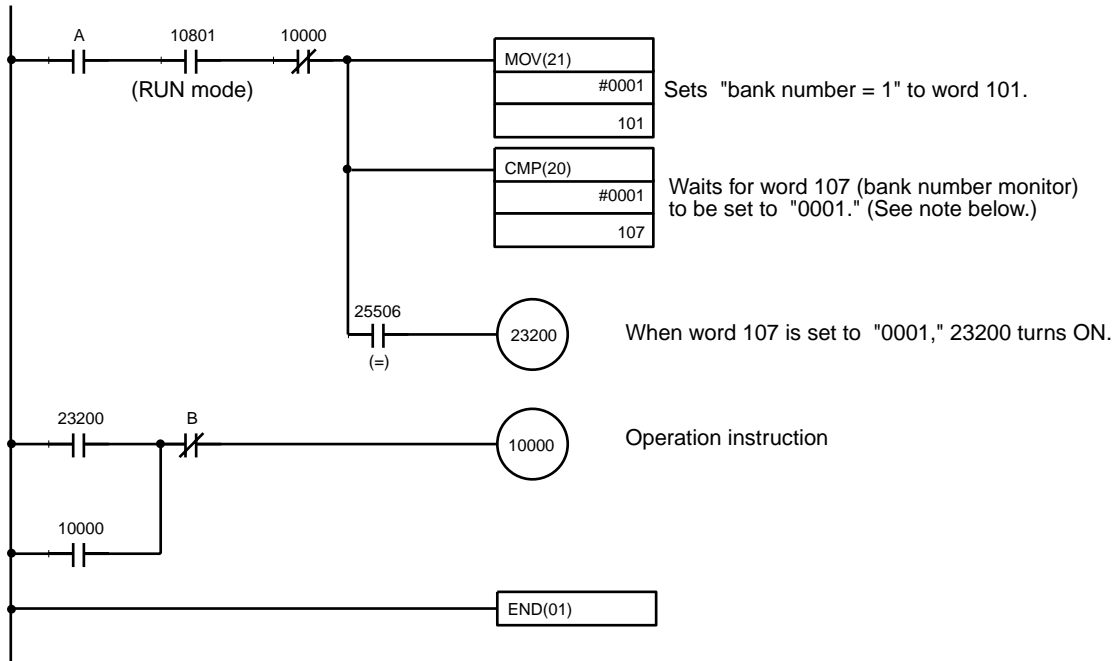 A 10801 10000
(RUN mode)
MOV(21)
#0001
101
Sets "bank number = 1" to word 101.
CMP(20)
#0001
107
Waits for word 107 (bank number monitor)
to be set to "0001." (See note below.)
25506
(=)
23200
When word 107 is set to "0001," 23200 turns ON.
23200 B
10000
Operation instruction
10000
END(01)